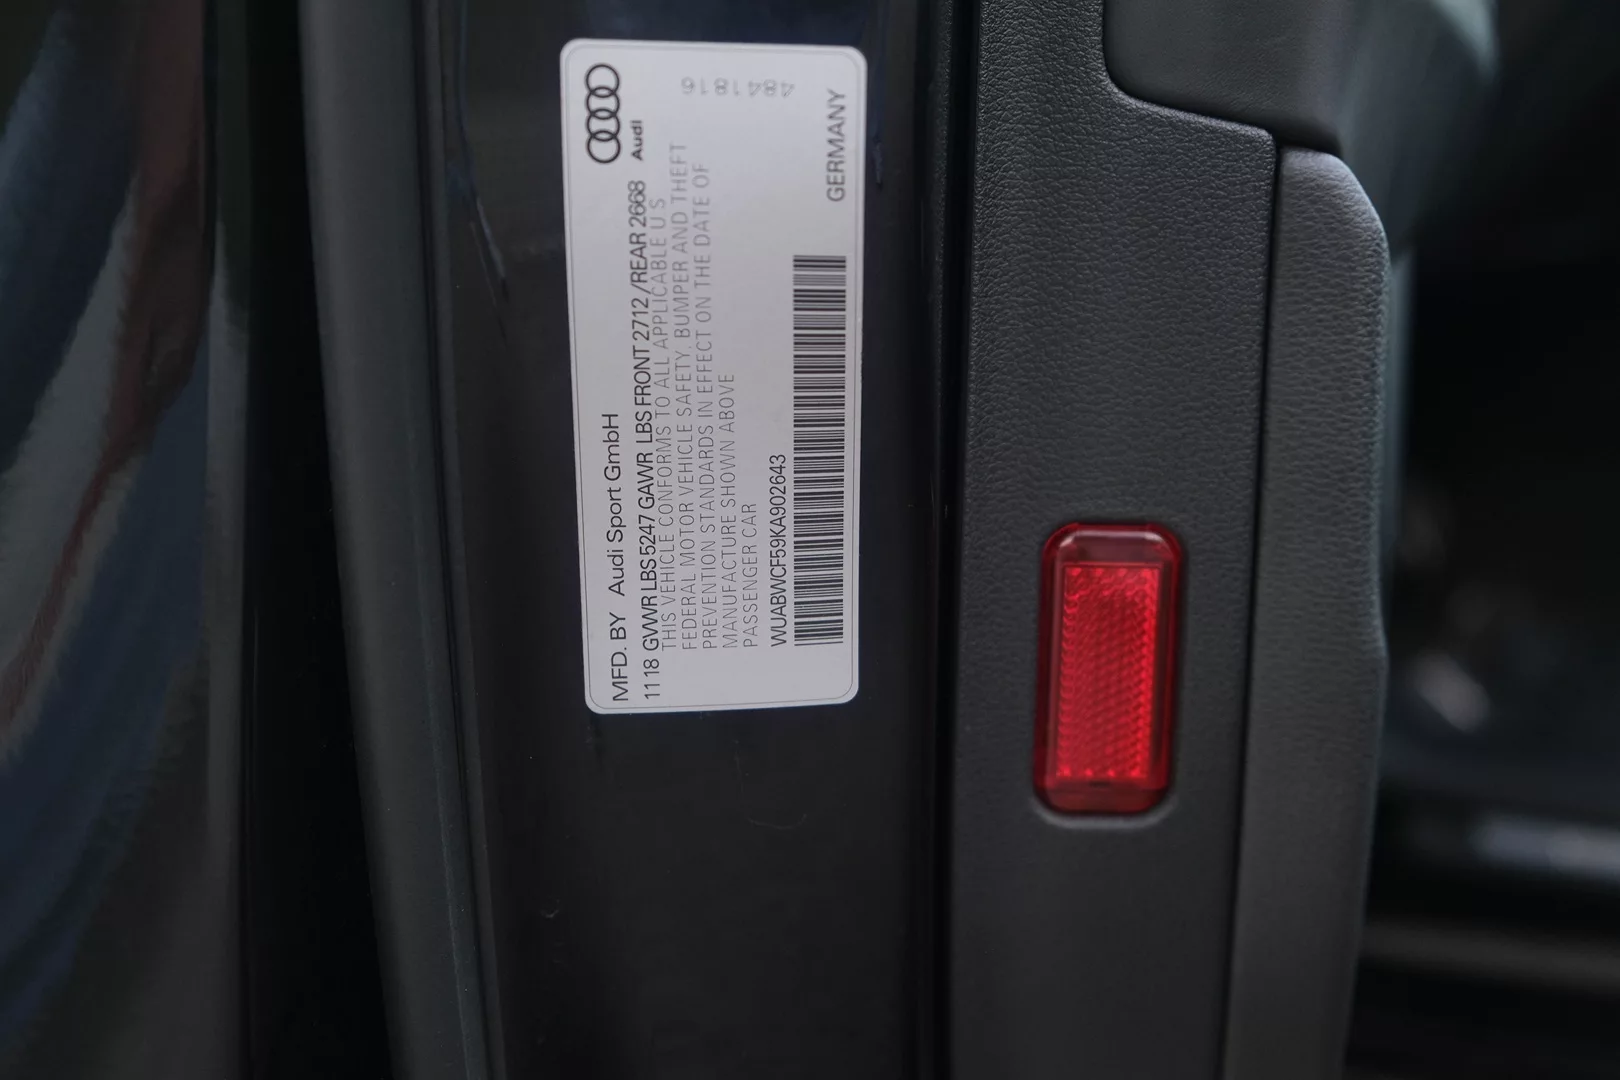 Audi
MFD. BY Audi Sport GmbH
11 18 GVWR LBS 5247 GAWR LBS FRONT 2712 /REAR 2668
THIS VEHICLE CONFORMS TO ALL APPLICABLE U S
FEDERAL MOTOR VEHICLE SAFETY, BUMPER AND THEFT
PREVENTION STANDARDS IN EFFECT ON THE DATE OF
MANUFACTURE SHOWN ABOVE
PASSENGER CAR
WUABWCF59KA902643
GERMANY
4841816